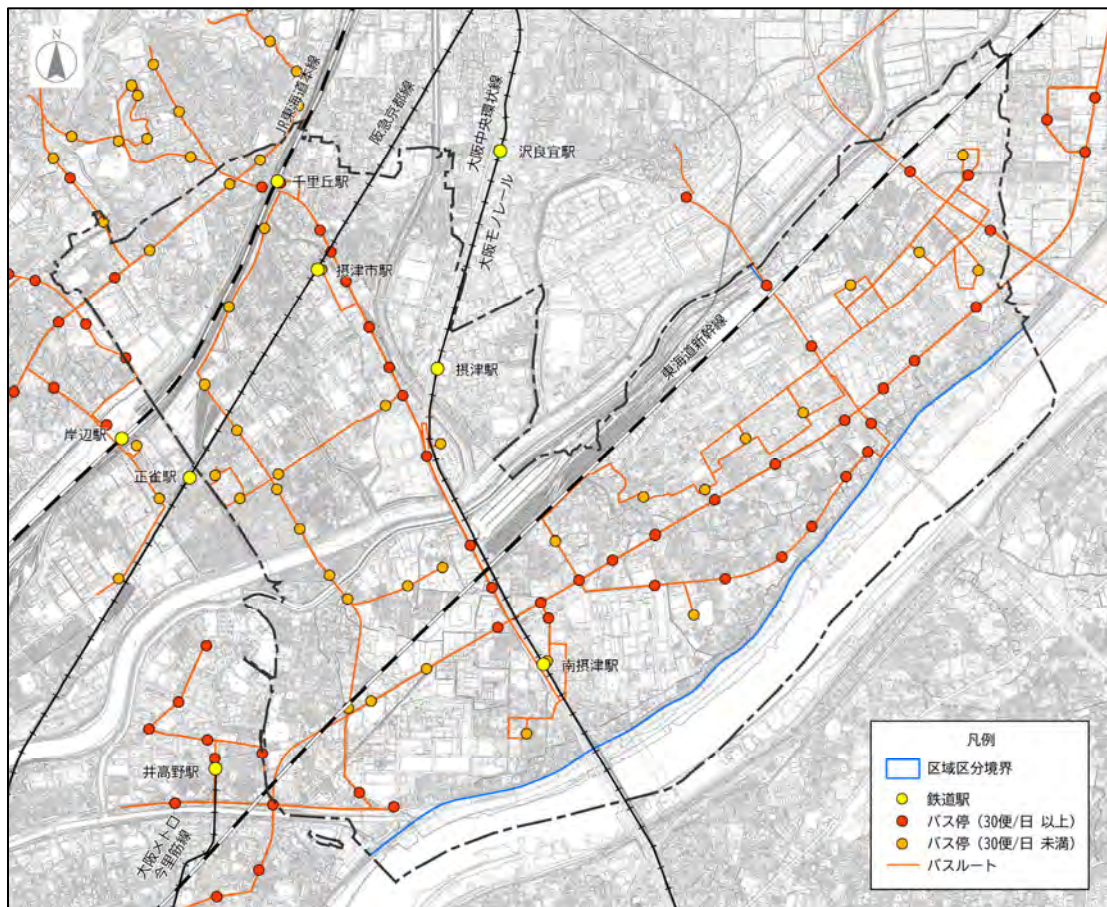 N
JR東海道本線
阪急京都線
大阪中央環状線
大阪モノレール
沢良宜駅
千里丘駅
摂津市駅
摂津駅
東海道新幹線
岸辺駅
正雀駅
南摂津駅
井高野駅
大阪メトロ
今里筋線
凡例
区域区分境界
鉄道駅
バス停（30便/日 以上）
バス停（30便/日 未満）
バスルート